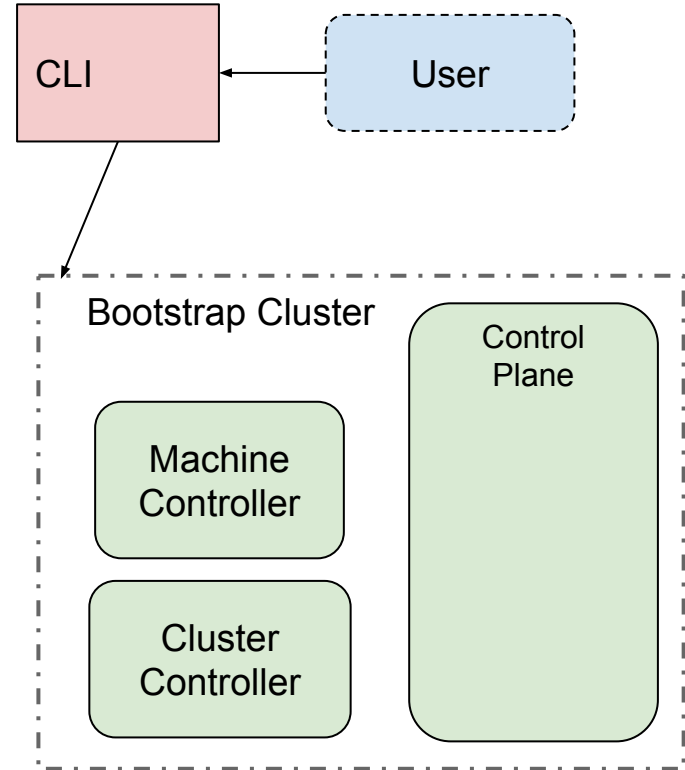 CLI
User
Bootstrap Cluster
Control
Plane
Machine
Controller
Cluster
Controller